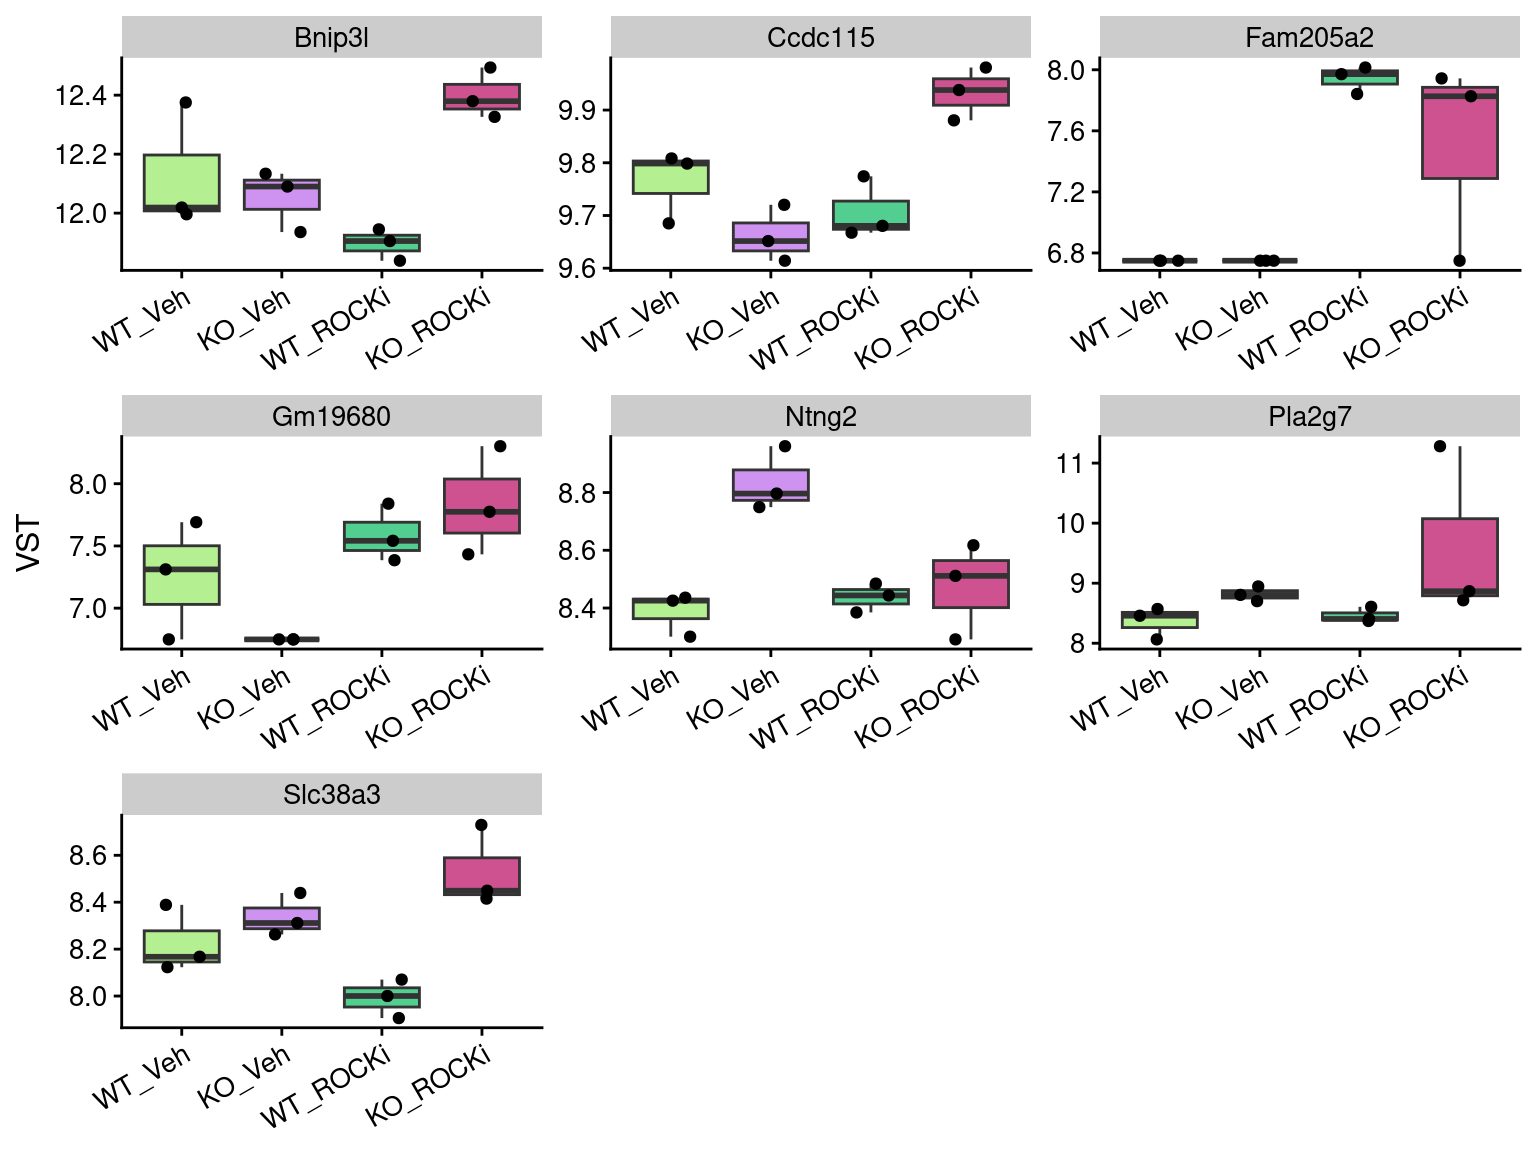 Bnip3l
Ccdc115
Fam205a2
12.4
12.2
12.0
9.9
9.8
9.7
9.6
8.0
7.6
7.2
6.8
WT_Veh
KO_Veh
WT_ROCKi
KO_ROCKi
WT_Veh
KO_Veh
WT_ROCKi
KO_ROCKi
WT_Veh
KO_Veh
WT_ROCKi
KO_ROCKi
VST
Gm19680
Ntng2
Pla2g7
8.0
7.5
7.0
8.8
8.6
8.4
11
10
9
8
WT_Veh
KO_Veh
WT_ROCKi
KO_ROCKi
WT_Veh
KO_Veh
WT_ROCKi
KO_ROCKi
WT_Veh
KO_Veh
WT_ROCKi
KO_ROCKi
Slc38a3
8.6
8.4
8.2
8.0
WT_Veh
KO_Veh
WT_ROCKi
KO_ROCKi